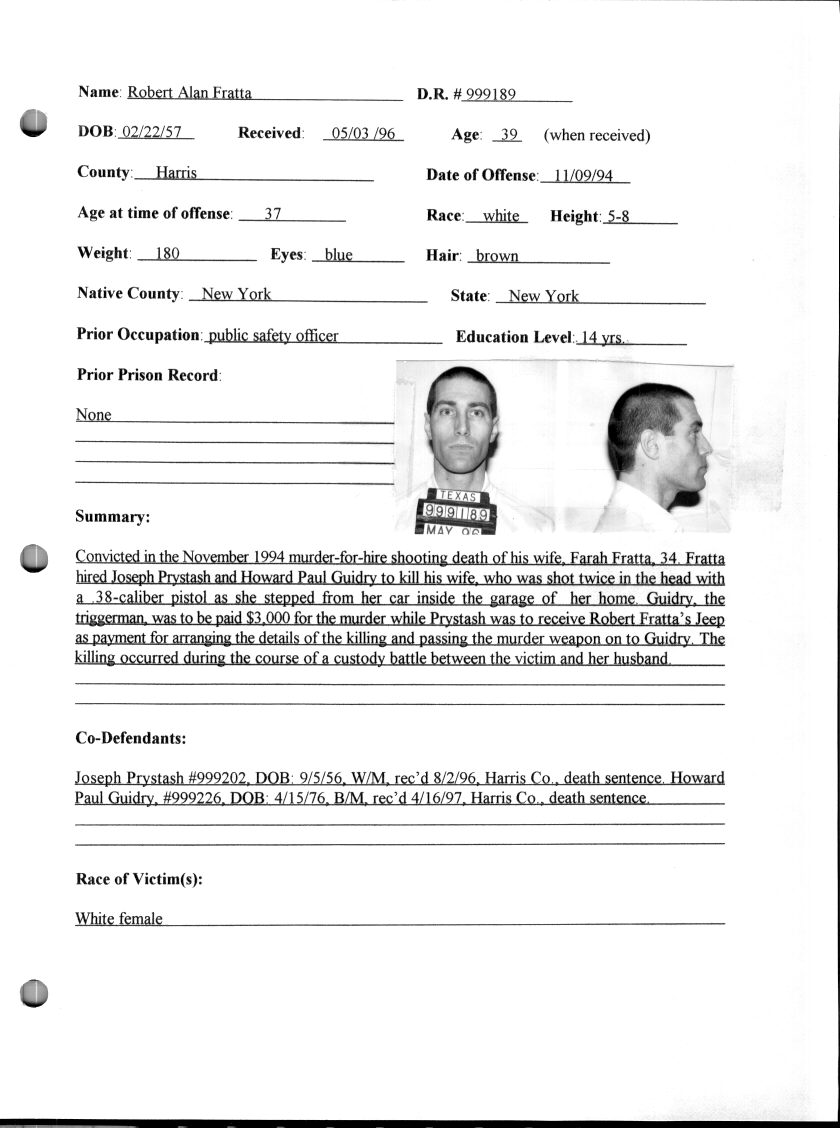 Name: Robert Alan Fratta D.R. # 999189
DOB: 02/22/57 Received: 05/03 /96 Age: 39 (when received)
County: Harris Date of Offense: 11/09/94
Age at time of offense: 37 Race: white Height: 5-8
Weight: 180 Eyes: blue Hair: brown
Native County: New York State: New York
Prior Occupation: public safety officer Education Level: 14 yrs.
Prior Prison Record:
None
TEXAS
999189
MAY 96
Summary:
Convicted in the November 1994 murder-for-hire shooting death of his wife, Farah Fratta, 34. Fratta
hired Joseph Prystash and Howard Paul Guidry to kill his wife, who was shot twice in the head with
a .38-caliber pistol as she stepped from her car inside the garage of her home. Guidry, the
triggerman, was to be paid $3,000 for the murder while Prystash was to receive Robert Fratta's Jeep
as payment for arranging the details of the killing and passing the murder weapon on to Guidry. The
killing occurred during the course of a custody battle between the victim and her husband.
Co-Defendants:
Joseph Prystash #999202, DOB: 9/5/56, W/M, rec'd 8/2/96, Harris Co., death sentence. Howard
Paul Guidry, #999226, DOB: 4/15/76, B/M, rec'd 4/16/97, Harris Co., death sentence.
Race of Victim(s):
White female